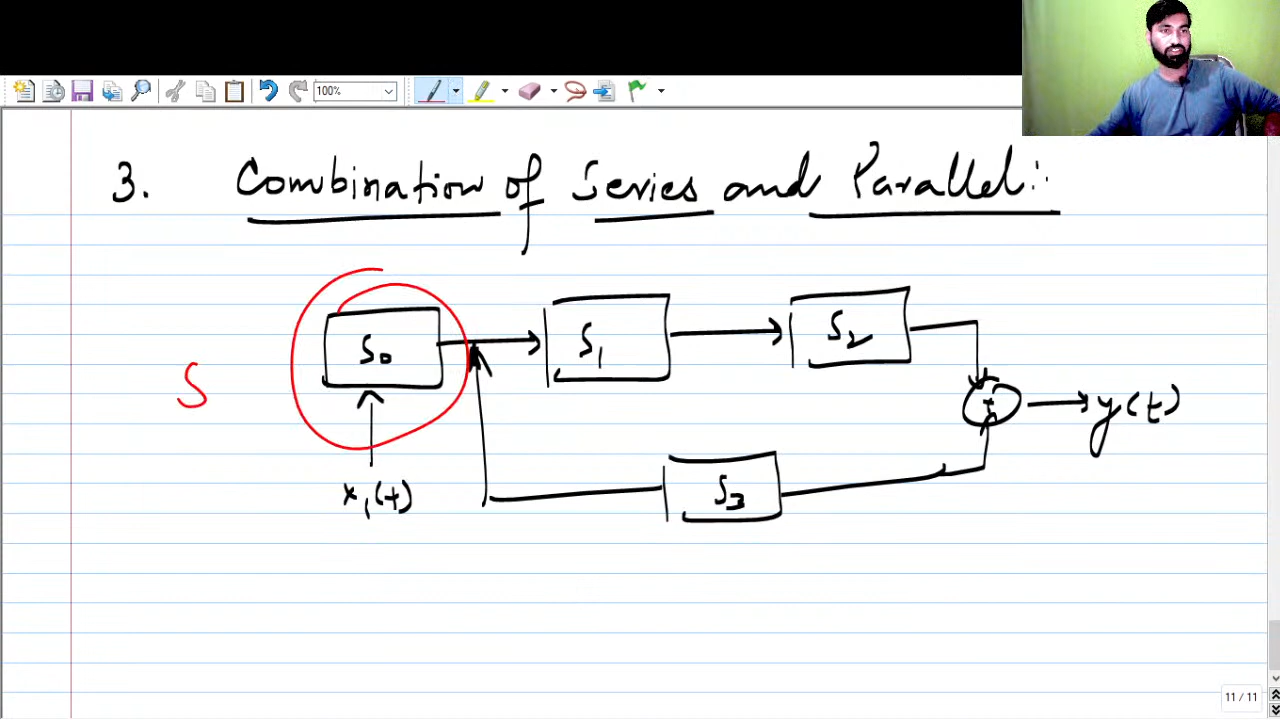 100%
3. Combination of Series and Parallel:
S0 S1 S2
S
+ y(t)
x1(t)
S3
11 / 11